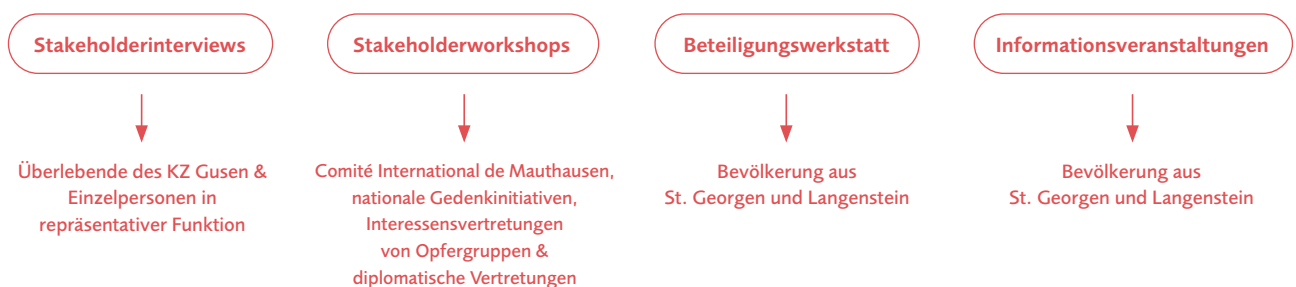 Stakeholderinterviews
Überlebende des KZ Gusen &
Einzelpersonen in
repräsentativer Funktion
Stakeholderworkshops
Comité International de Mauthausen,
nationale Gedenkinitiativen,
Interessensvertretungen
von Opfergruppen &
diplomatische Vertretungen
Beteiligungswerkstatt
Bevölkerung aus
St. Georgen und Langenstein
Informationsveranstaltungen
Bevölkerung aus
St. Georgen und Langenstein